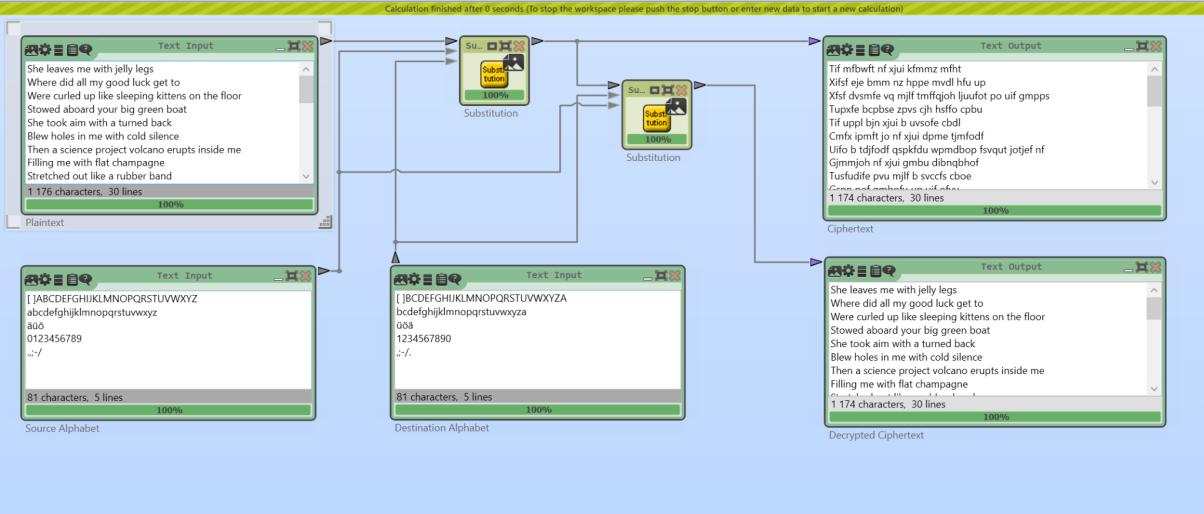 Calculation finished after 0 seconds (To stop the workspace please push the stop button or enter new data to start a new calculation)
Text Input
She leaves me with jelly legs
Where did all my good luck get to
Were curled up like sleeping kittens on the floor
Stowed aboard your big green boat
She took aim with a turned back
Blew holes in me with cold silence
Then a science project volcano erupts inside me
Filling me with flat champagne
Stretched out like a rubber band
1 176 characters, 30 lines
100%
Plaintext
Su...
Substi tution
100%
Substitution
Su...
Substi tution
100%
Substitution
Text Output
Tif mfbwft nf xjui kfmmz mfht
Xifsf eje bmm nz hppe mvdl hfu up
Xfsf dvsmfe vq mjlf tmffqjoh ljuufot po uif gmpps
Tupxfe bcpbse zpvs cjh hsffo cpbu
Tif uppl bjn xjui b uvsofe cbdl
Cmfx ipmft jo nf xjui dpme tjmfodf
Uifo b tdjfodf qspkfdu wpmdbop fsvqut jotjef nf
Gjmmjoh nf xjui gmbu dibnqbhof
Tusfudife pvu mjlf b svccfs cboe
1 174 characters, 30 lines
100%
Ciphertext
Text Input
[ ]ABCDEFGHIJKLMNOPQRSTUVWXYZ
abcdefghijklmnopqrstuvwxyz
äüö
0123456789
.,;-/
81 characters, 5 lines
100%
Source Alphabet
Text Input
[ ]BCDEFGHIJKLMNOPQRSTUVWXYZA
bcdefghijklmnopqrstuvwxyza
üöä
1234567890
,;-/.
81 characters, 5 lines
100%
Destination Alphabet
Text Output
She leaves me with jelly legs
Where did all my good luck get to
Were curled up like sleeping kittens on the floor
Stowed aboard your big green boat
She took aim with a turned back
Blew holes in me with cold silence
Then a science project volcano erupts inside me
Filling me with flat champagne
1 174 characters, 30 lines
100%
Decrypted Ciphertext